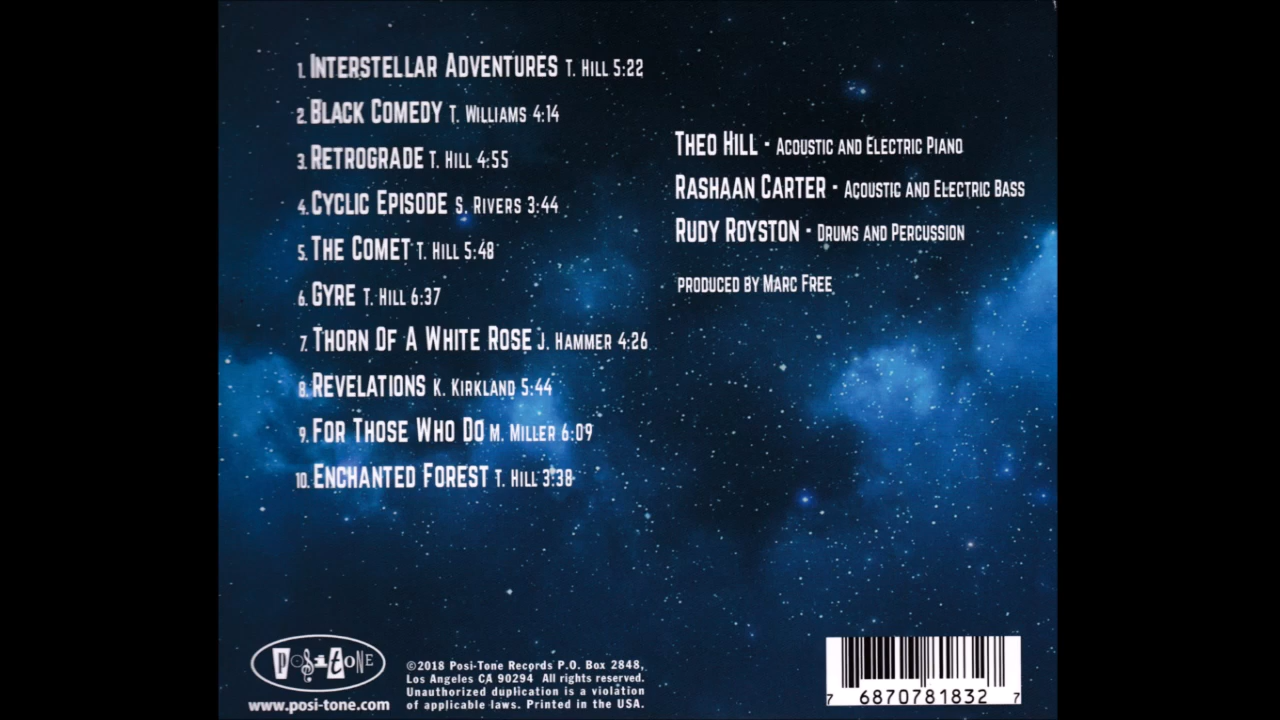 1. Interstellar Adventures T. Hill 5:22
2. Black Comedy T. Williams 4:14
3. Retrograde T. Hill 4:55
4. Cyclic Episode S. Rivers 3:44
5. The Comet T. Hill 5:48
6. Gyre T. Hill 6:37
7. Thorn Of A White Rose J. Hammer 4:26
8. Revelations K. Kirkland 5:44
9. For Those Who Do M. Miller 6:09
10. Enchanted Forest T. Hill 3:38
Theo Hill - Acoustic and Electric Piano
Rashaan Carter - Acoustic and Electric Bass
Rudy Royston - Drums and Percussion
produced by Marc Free
Positone
www.posi-tone.com
©2018 Posi-Tone Records P.O. Box 2848,
Los Angeles CA 90294 All rights reserved.
Unauthorized duplication is a violation
of applicable laws. Printed in the USA.
7 6870781832 7